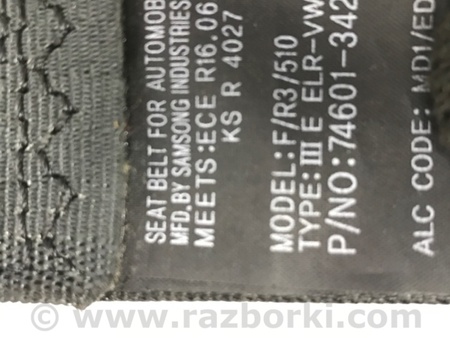 SEAT BELT FOR AUTOMOB
MFD.BY SAMSONG INDUSTRIES
MEETS:ECE R16.06
KS R 4027
MODEL:F/R3/510
TYPE:Ⅲ E ELR-VW
P/NO:74601-342
ALC CODE: MD1/ED
© www.razborki.com